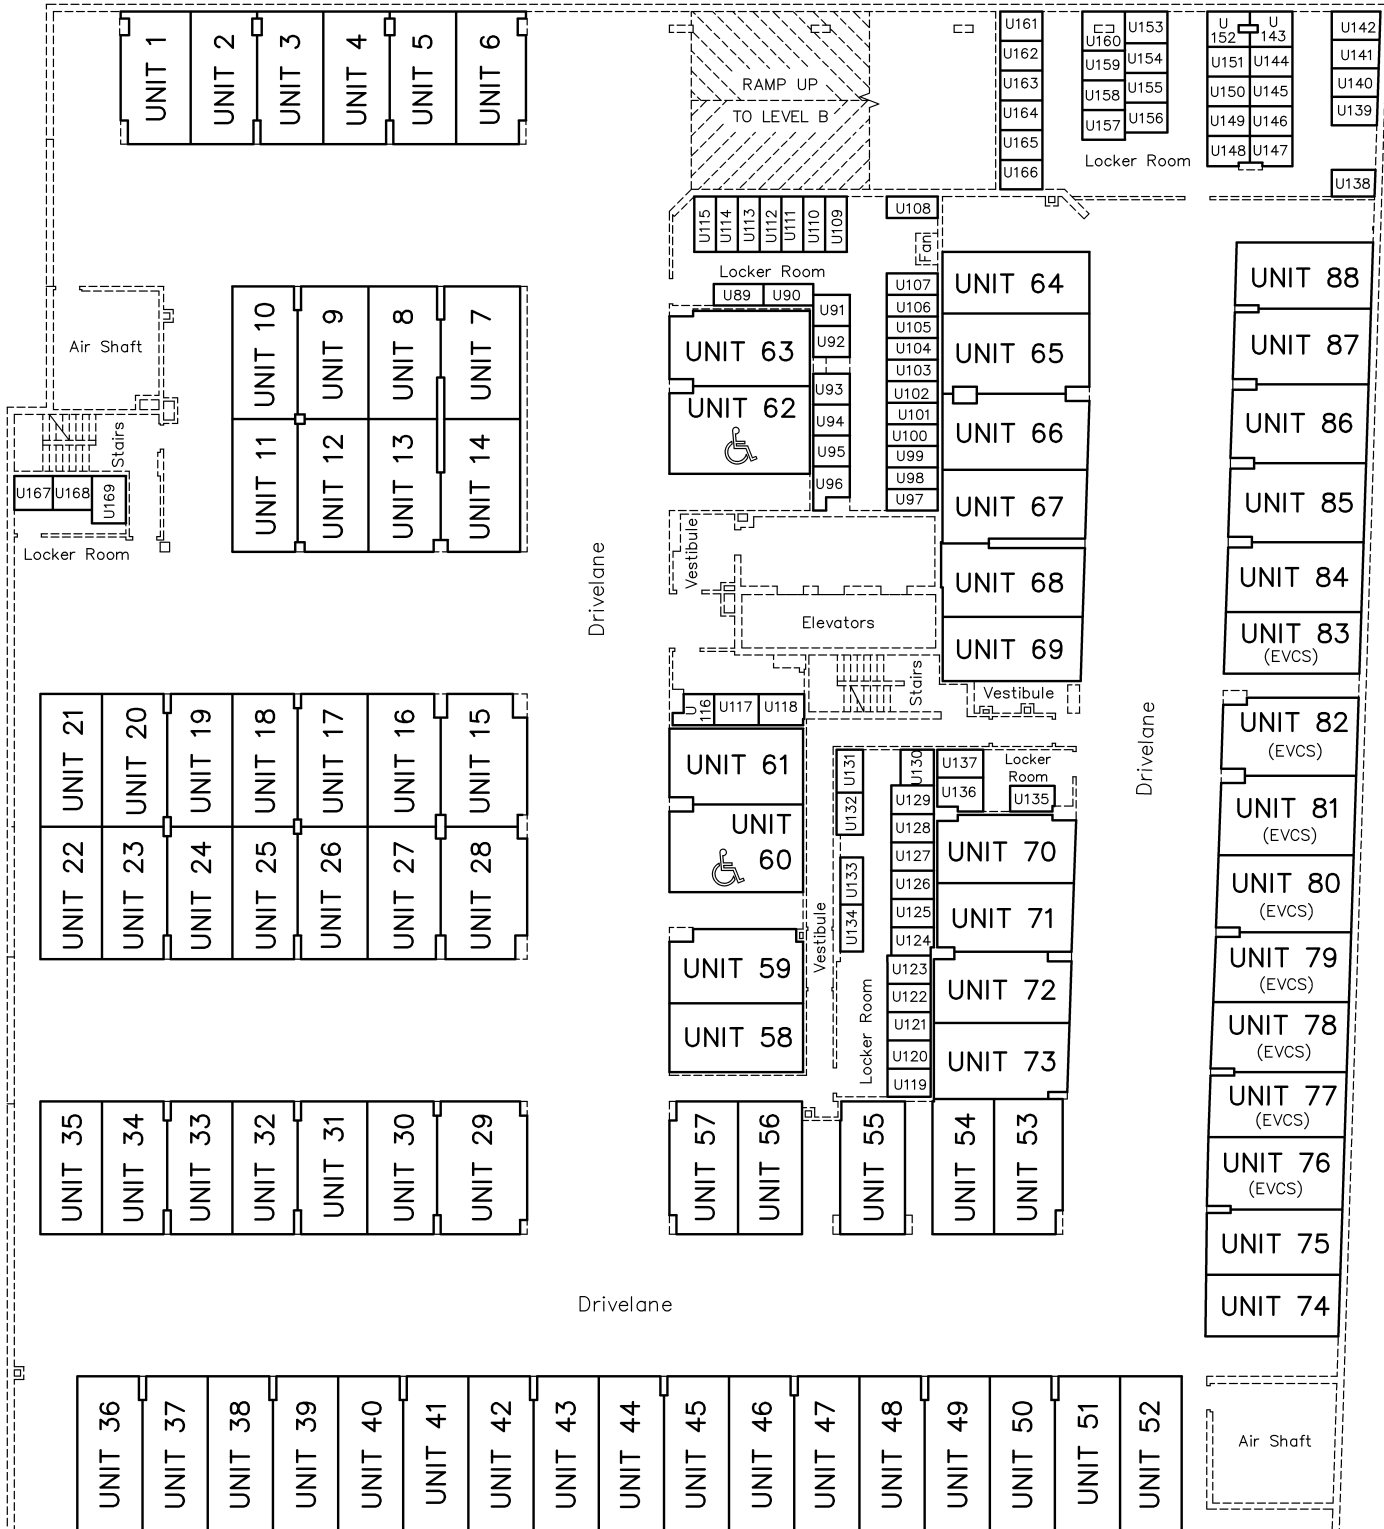 UNIT 1
UNIT 2
UNIT 3
UNIT 4
UNIT 5
UNIT 6
RAMP UP
TO LEVEL B
U161
U162
U163
U164
U165
U166
U160
U159
U158
U157
U153
U154
U155
U156
Locker Room
U
152
U151
U150
U149
U148
U
143
U144
U145
U146
U147
U142
U141
U140
U139
U138
U115
U114
U113
U112
U111
U110
U109
U108
Fan
Locker Room
U89
U90
U91
U92
U93
U94
U95
U96
U107
U106
U105
U104
U103
U102
U101
U100
U99
U98
U97
UNIT 63
UNIT 62
UNIT 64
UNIT 65
UNIT 66
UNIT 67
UNIT 68
UNIT 69
UNIT 88
UNIT 87
UNIT 86
UNIT 85
UNIT 84
UNIT 83
(EVCS)
UNIT 82
(EVCS)
UNIT 81
(EVCS)
UNIT 80
(EVCS)
UNIT 79
(EVCS)
UNIT 78
(EVCS)
UNIT 77
(EVCS)
UNIT 76
(EVCS)
UNIT 75
UNIT 74
Air Shaft
UNIT 10
UNIT 9
UNIT 8
UNIT 7
UNIT 11
UNIT 12
UNIT 13
UNIT 14
Stairs
U167
U168
U169
Locker Room
Drivelane
Vestibule
Elevators
Stairs
Vestibule
Drivelane
U
116
U117
U118
UNIT 61
UNIT
60
UNIT 59
UNIT 58
Vestibule
U131
U132
U133
U134
Locker Room
U130
U129
U128
U127
U126
U125
U124
U123
U122
U121
U120
U119
U137
U136
Locker
Room
U135
UNIT 70
UNIT 71
UNIT 72
UNIT 73
UNIT 21
UNIT 20
UNIT 19
UNIT 18
UNIT 17
UNIT 16
UNIT 15
UNIT 22
UNIT 23
UNIT 24
UNIT 25
UNIT 26
UNIT 27
UNIT 28
UNIT 35
UNIT 34
UNIT 33
UNIT 32
UNIT 31
UNIT 30
UNIT 29
UNIT 57
UNIT 56
UNIT 55
UNIT 54
UNIT 53
Drivelane
UNIT 36
UNIT 37
UNIT 38
UNIT 39
UNIT 40
UNIT 41
UNIT 42
UNIT 43
UNIT 44
UNIT 45
UNIT 46
UNIT 47
UNIT 48
UNIT 49
UNIT 50
UNIT 51
UNIT 52
Air Shaft